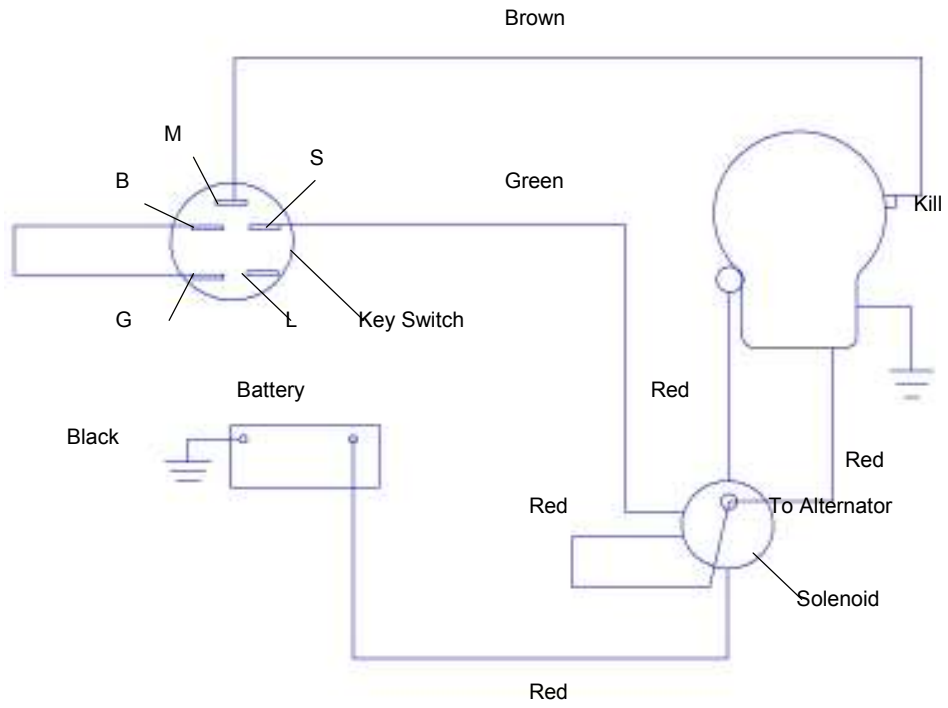 Brown
M
S
B
Green
Kill
G
L
Key Switch
Battery
Red
Black
Red
Red
To Alternator
Solenoid
Red